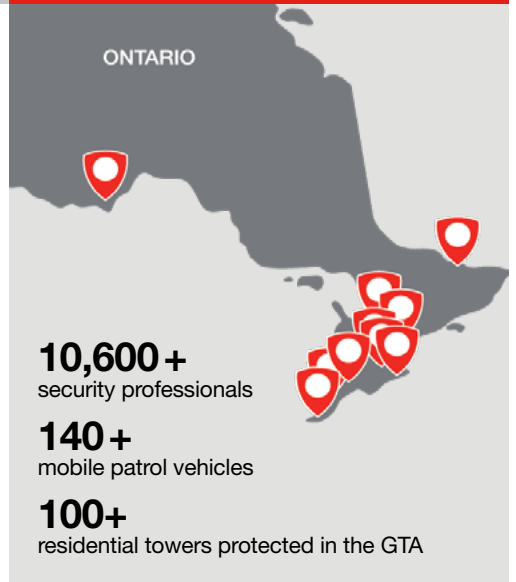 ONTARIO
10,600+
security professionals
140+
mobile patrol vehicles
100+
residential towers protected in the GTA